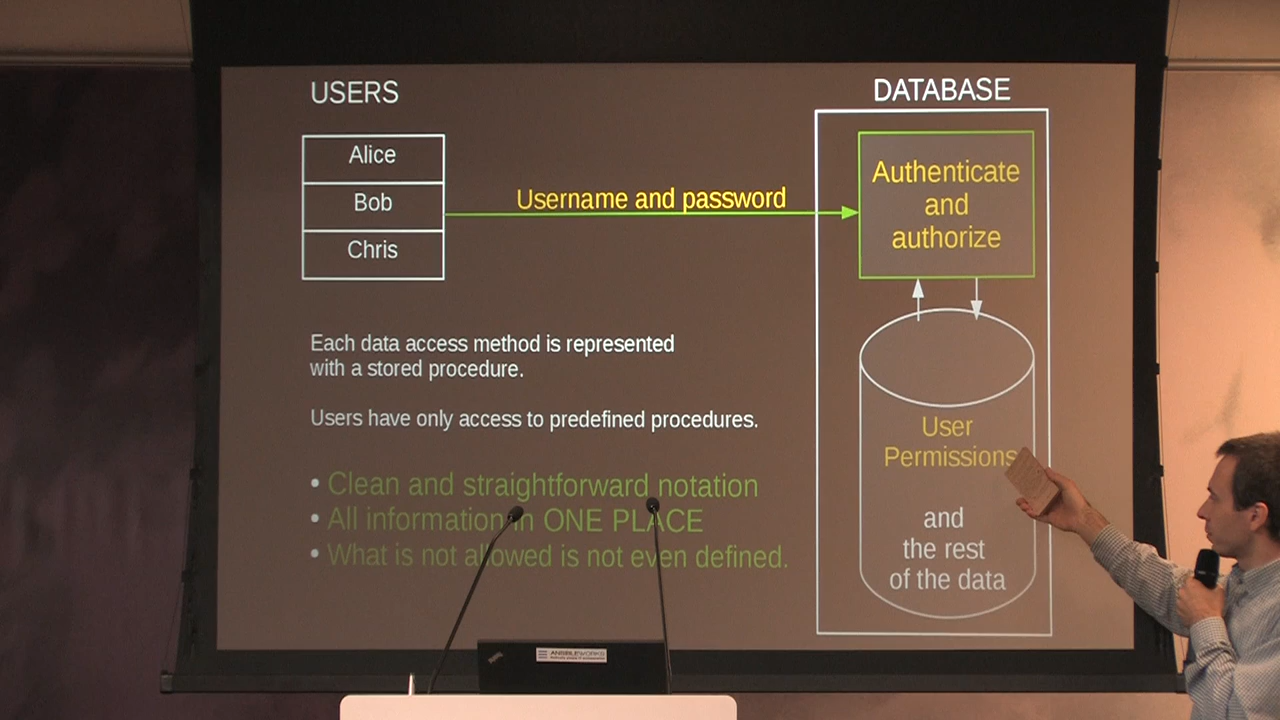 USERS
Alice
Bob
Chris
Username and password
DATABASE
Authenticate
and
authorize
User
Permissions
and
the rest
of the data
Each data access method is represented
with a stored procedure.
Users have only access to predefined procedures.
• Clean and straightforward notation
• All information in ONE PLACE
• What is not allowed is not even defined.
ANSIBLEWORKS